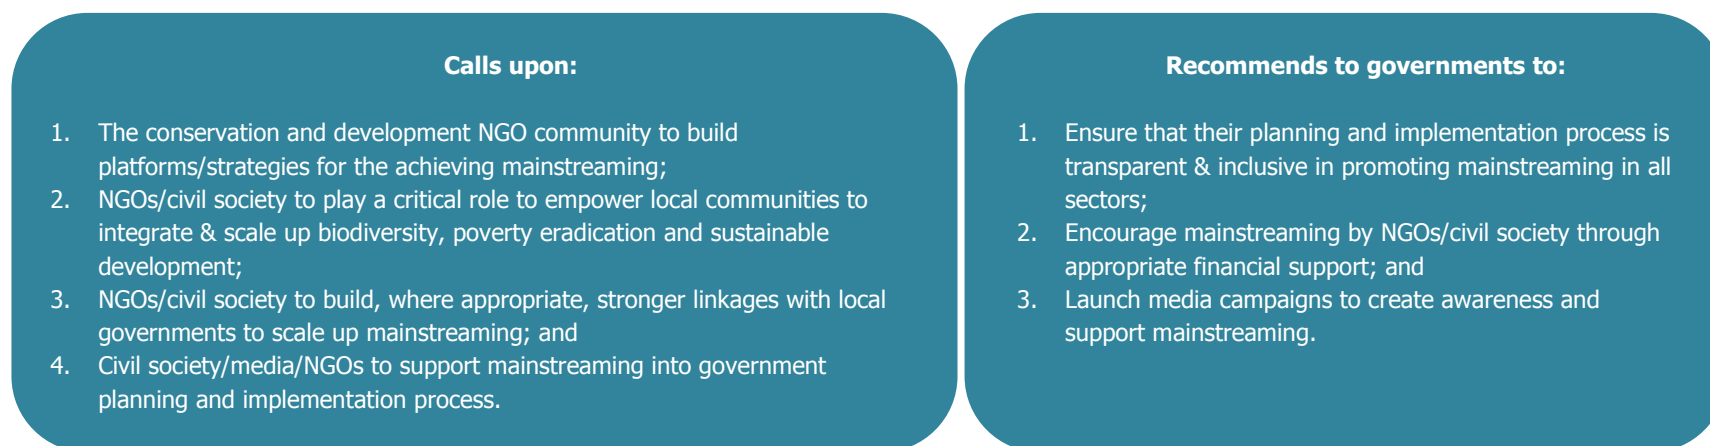 Calls upon:
1. The conservation and development NGO community to build
platforms/strategies for the achieving mainstreaming;
2. NGOs/civil society to play a critical role to empower local communities to
integrate & scale up biodiversity, poverty eradication and sustainable
development;
3. NGOs/civil society to build, where appropriate, stronger linkages with local
governments to scale up mainstreaming; and
4. Civil society/media/NGOs to support mainstreaming into government
planning and implementation process.
Recommends to governments to:
1. Ensure that their planning and implementation process is
transparent & inclusive in promoting mainstreaming in all
sectors;
2. Encourage mainstreaming by NGOs/civil society through
appropriate financial support; and
3. Launch media campaigns to create awareness and
support mainstreaming.